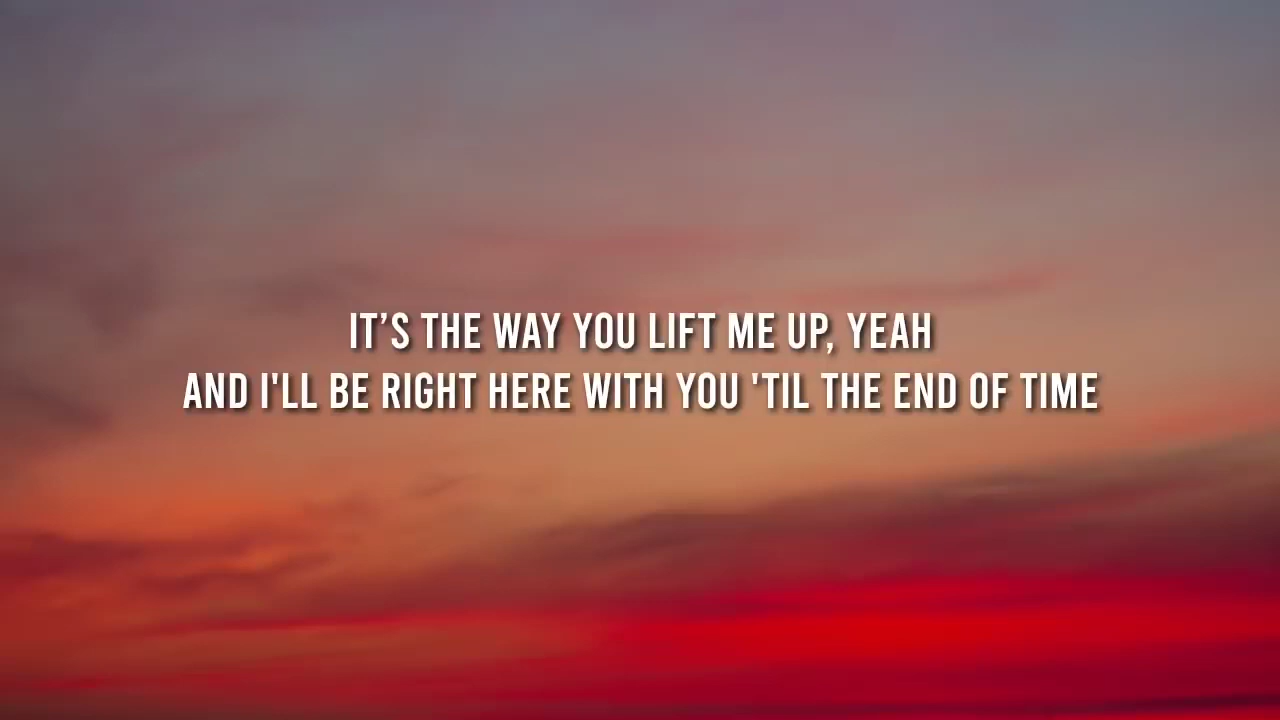 IT’S THE WAY YOU LIFT ME UP, YEAH
AND I'LL BE RIGHT HERE WITH YOU 'TIL THE END OF TIME